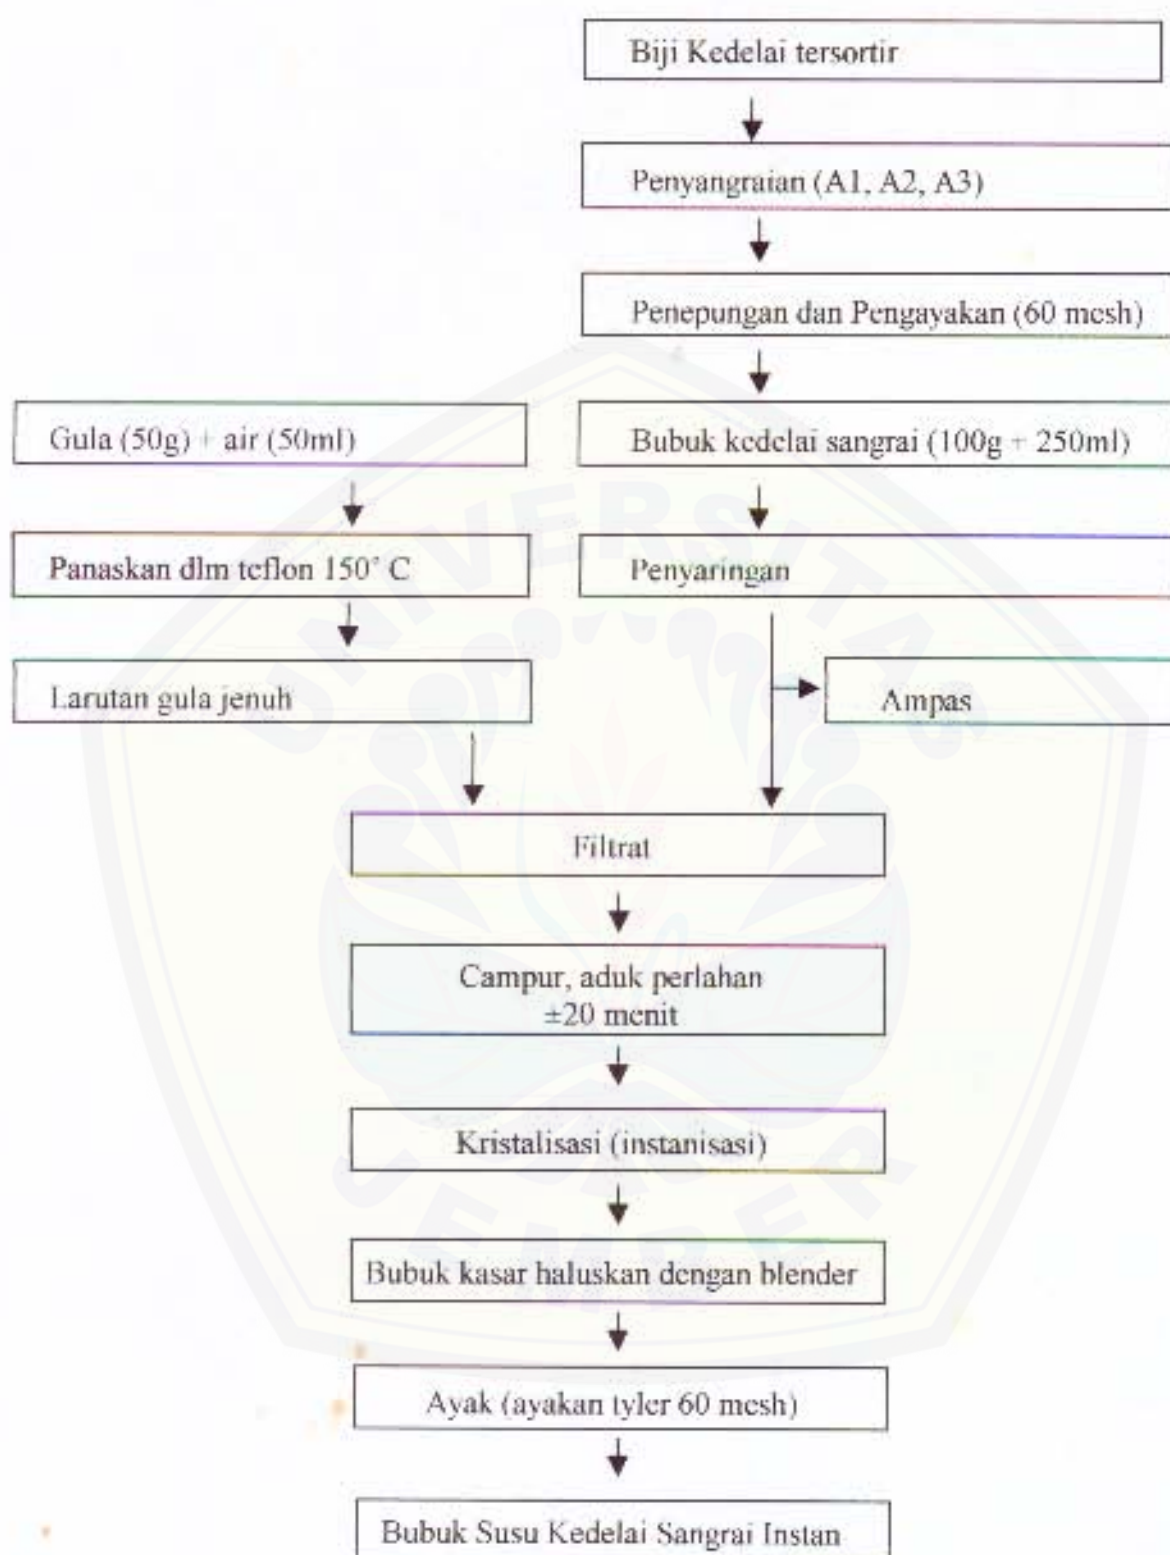 Biji Kedelai tersortir
Penyangraian (A1, A2, A3)
Penepungan dan Pengayakan (60 mesh)
Gula (50g) + air (50ml)
Bubuk kedelai sangrai (100g + 250ml)
Panaskan dlm teflon 150° C
Penyaringan
Larutan gula jenuh
Ampas
Filtrat
Campur, aduk perlahan
±20 menit
Kristalisasi (instanisasi)
Bubuk kasar haluskan dengan blender
Ayak (ayakan tyler 60 mesh)
Bubuk Susu Kedelai Sangrai Instan
UNIVERSITAS
JEMBER